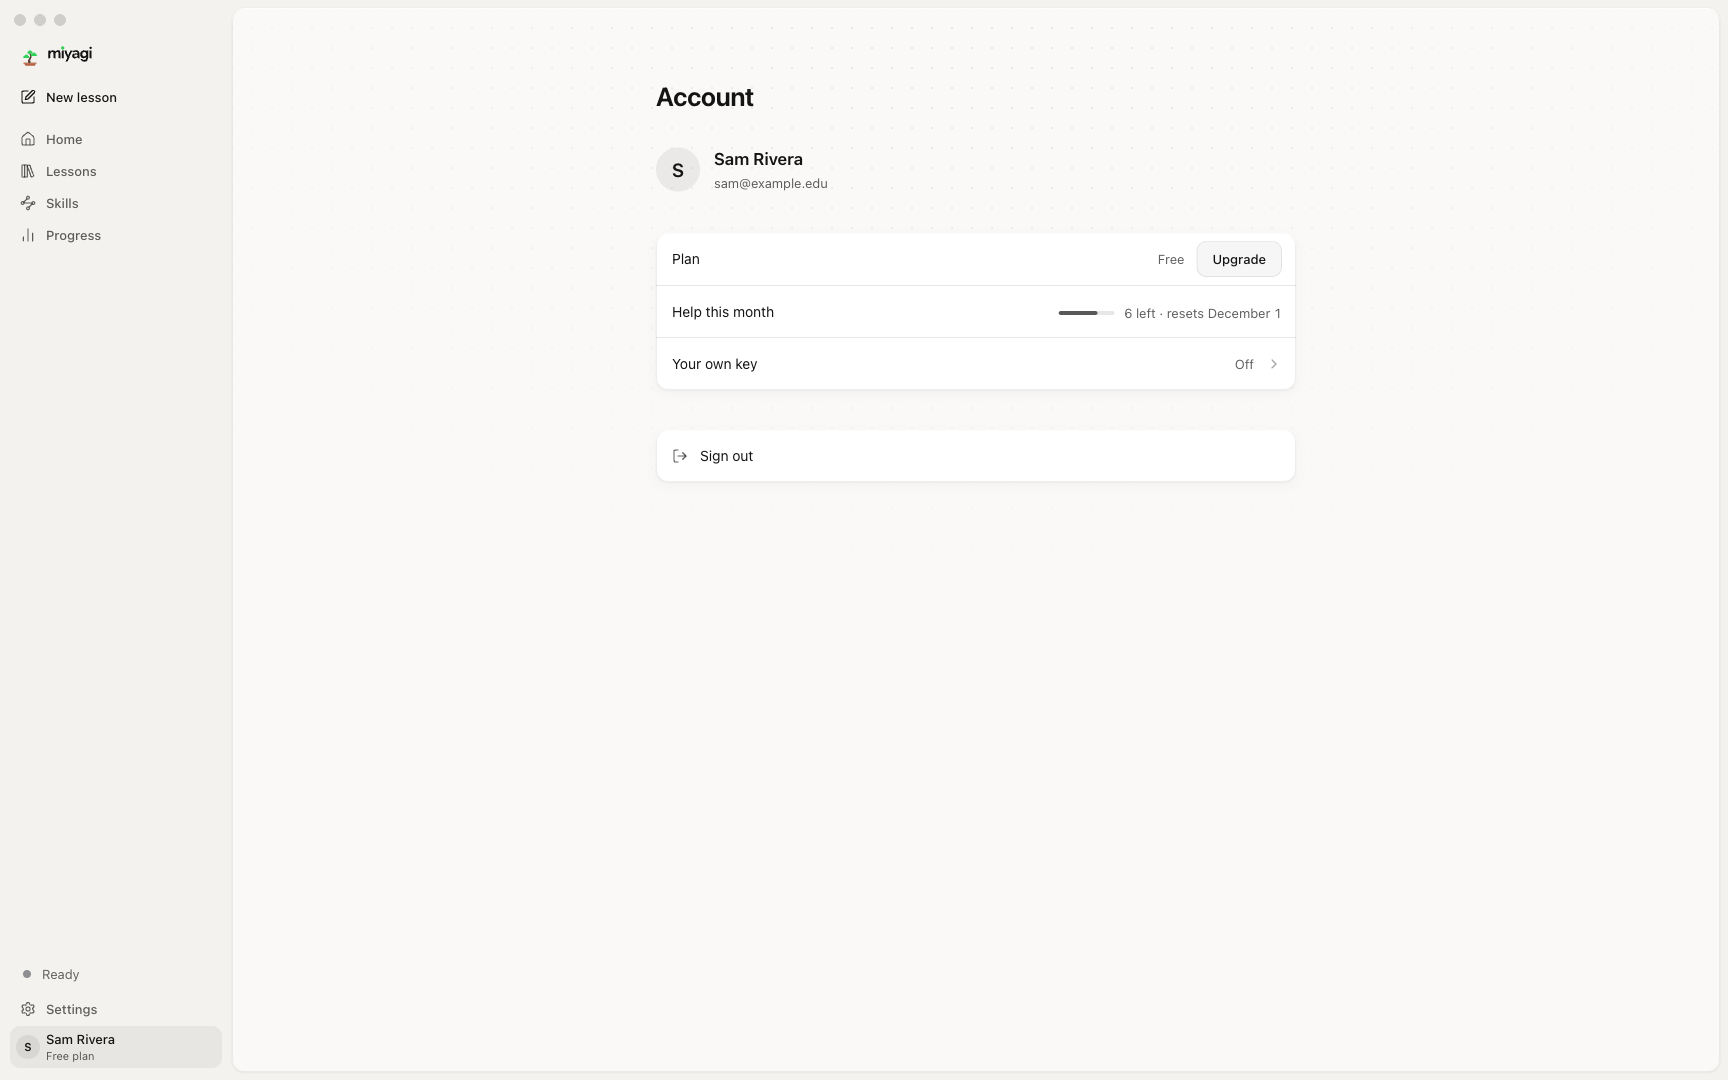 miyagi
New lesson
Home
Lessons
Skills
Progress
Ready
Settings
S
Sam Rivera
Free plan
Account
S
Sam Rivera
sam@example.edu
Plan
Free
Upgrade
Help this month
6 left · resets December 1
Your own key
Off
Sign out